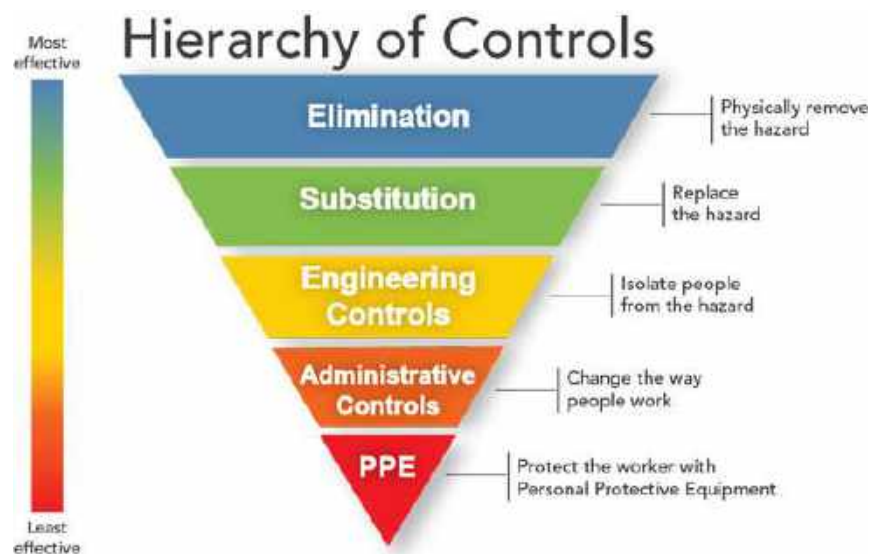 Hierarchy of Controls
Most
effective
Elimination
Physically remove
the hazard
Substitution
Replace
the hazard
Engineering
Controls
Isolate people
from the hazard
Administrative
Controls
Change the way
people work
PPE
Protect the worker with
Personal Protective Equipment
Least
effective